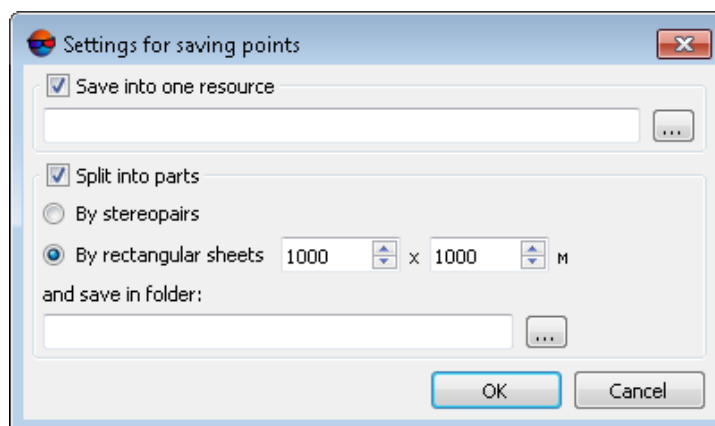 Settings for saving points
Save into one resource
...
Split into parts
By stereopairs
By rectangular sheets 1000 x 1000 м
and save in folder:
...
OK Cancel